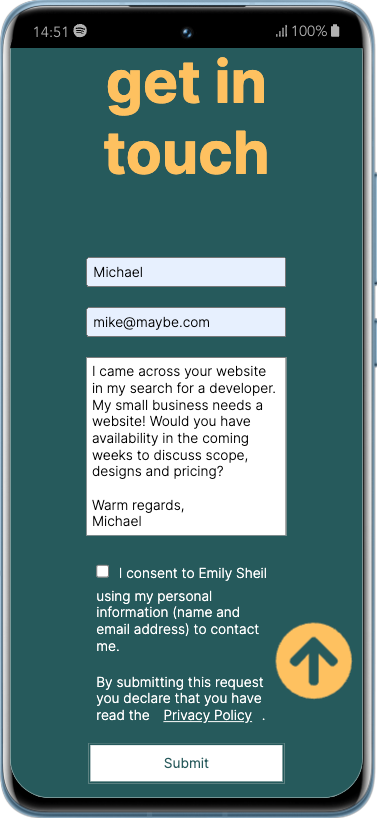 14:51 100%
get in
touch
Michael
mike@maybe.com
I came across your website
in my search for a developer.
My small business needs a
website! Would you have
availability in the coming
weeks to discuss scope,
designs and pricing?
Warm regards,
Michael
I consent to Emily Sheil
using my personal
information (name and
email address) to contact
me.
By submitting this request
you declare that you have
read the Privacy Policy .
Submit